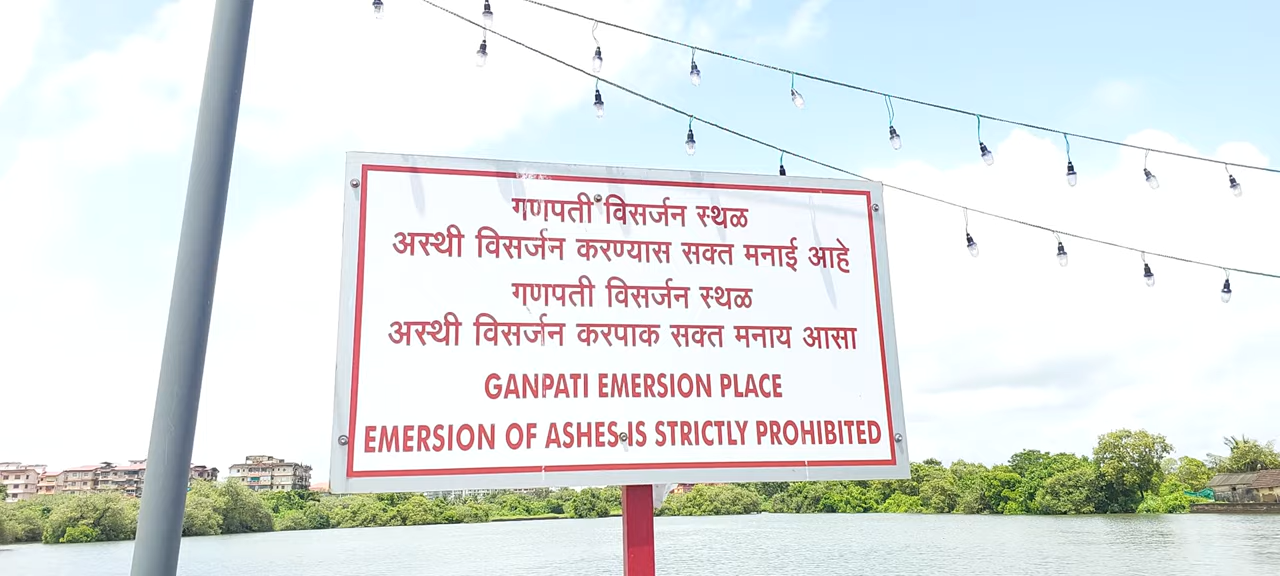 गणपती विसर्जन स्थळ
अस्थी विसर्जन करण्यास सक्त मनाई आहे
गणपती विसर्जन स्थळ
अस्थी विसर्जन करपाक सक्त मनाय आसा
GANPATI EMERSION PLACE
EMERSION OF ASHES IS STRICTLY PROHIBITED